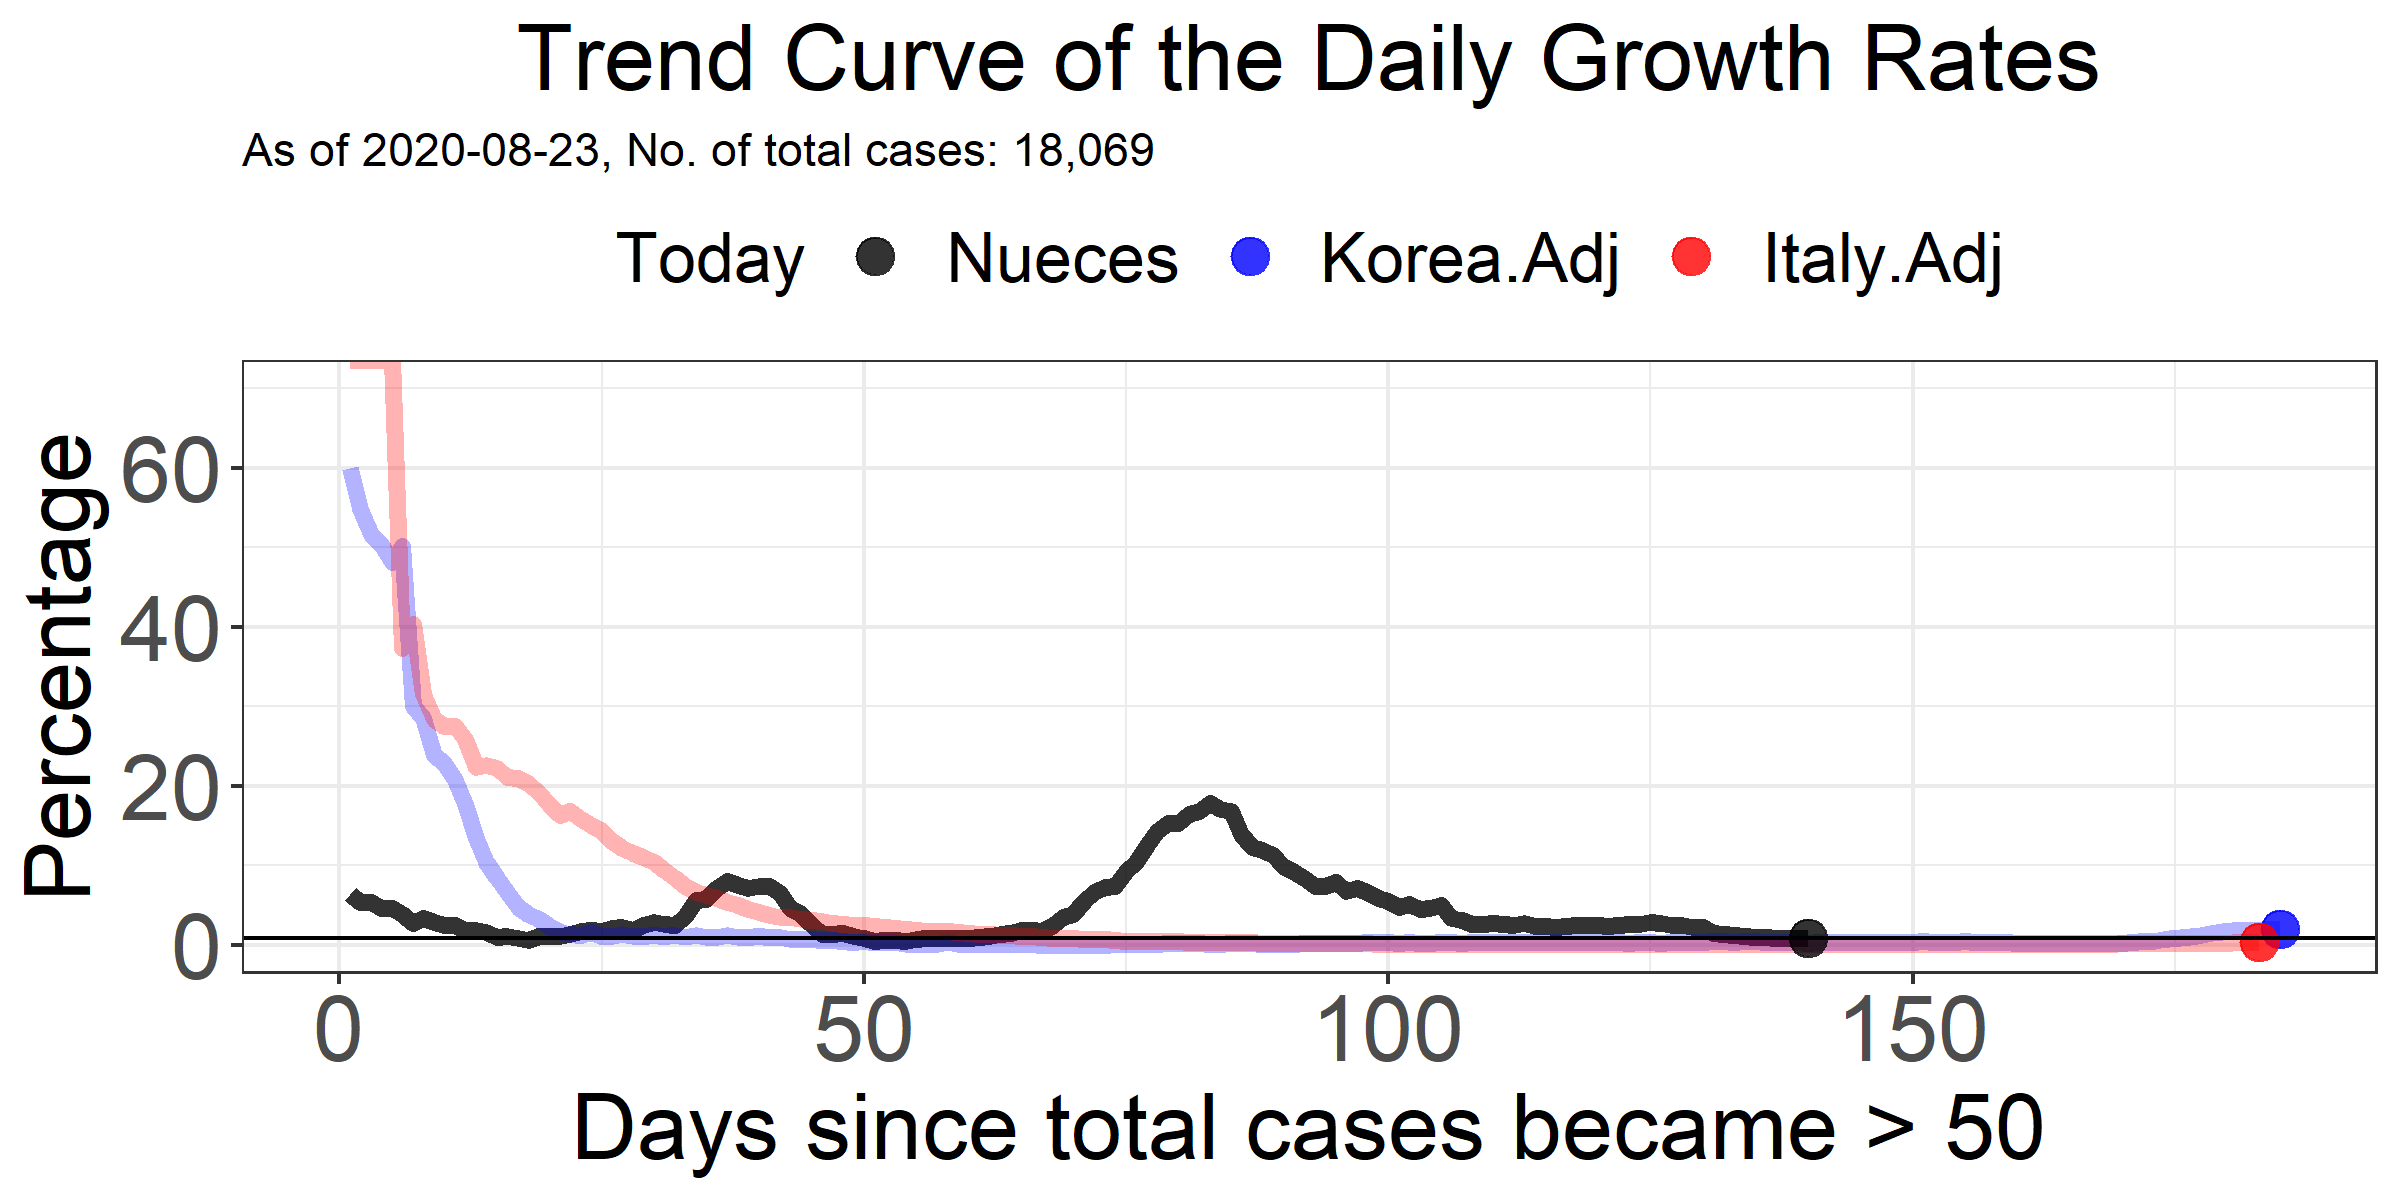 Trend Curve of the Daily Growth Rates
As of 2020-08-23, No. of total cases: 18,069
Today Nueces Korea.Adj Italy.Adj
Percentage
60
40
20
0
0 50 100 150
Days since total cases became > 50